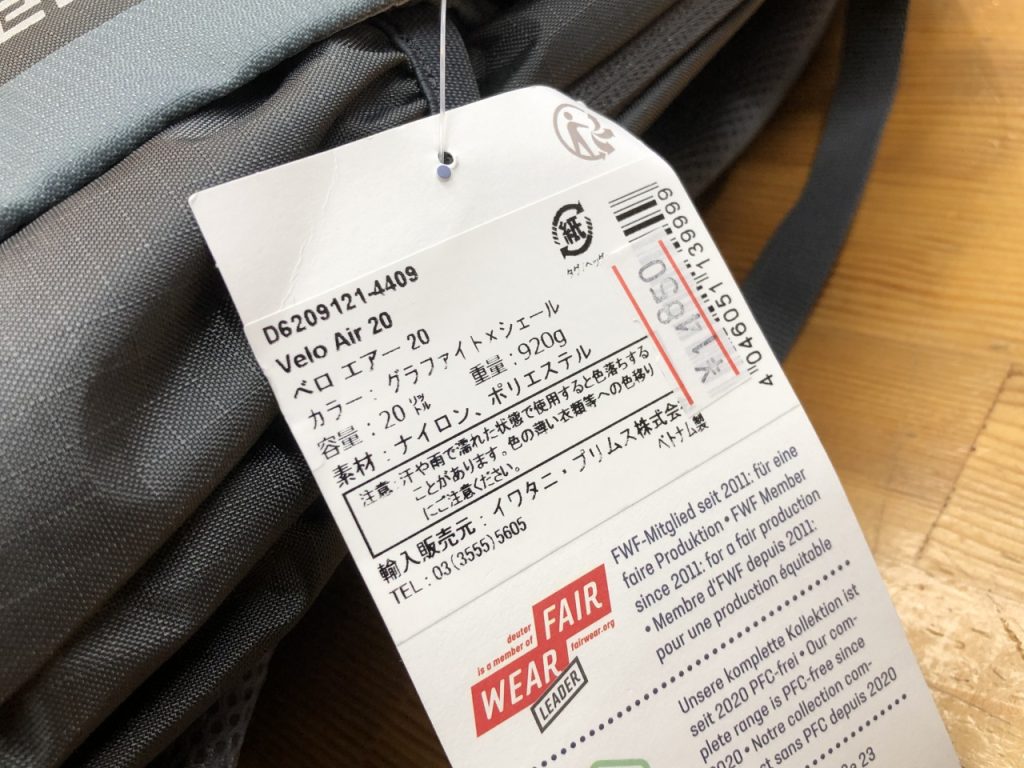 D6209121-4409
Velo Air 20
ベロ エアー 20
カラー：グラファイト×シェール
容量：20㍑ 重量：920g
素材：ナイロン、ポリエステル
注意：汗や雨で濡れた状態で使用すると色落ちする
ことがあります。色の薄い衣類等への色移り
にご注意ください。
輸入販売元：イワタニ・プリムス株式会
TEL：03(3555)5605
ベトナム製
紙
4 046051 139999
14850
FWF-Mitglied seit 2011: für eine
faire Produktion • FWF Member
since 2011: for a fair production
• Membre d'FWF depuis 2011:
pour une production équitable
deuter
is a member of
FAIR
WEAR
fairwear.org
LEADER
Unsere komplette Kollektion ist
seit 2020 PFC-frei • Our com-
plete range is PFC-free since
2020 • Notre collection com-
t sans PFC depuis 2020
23